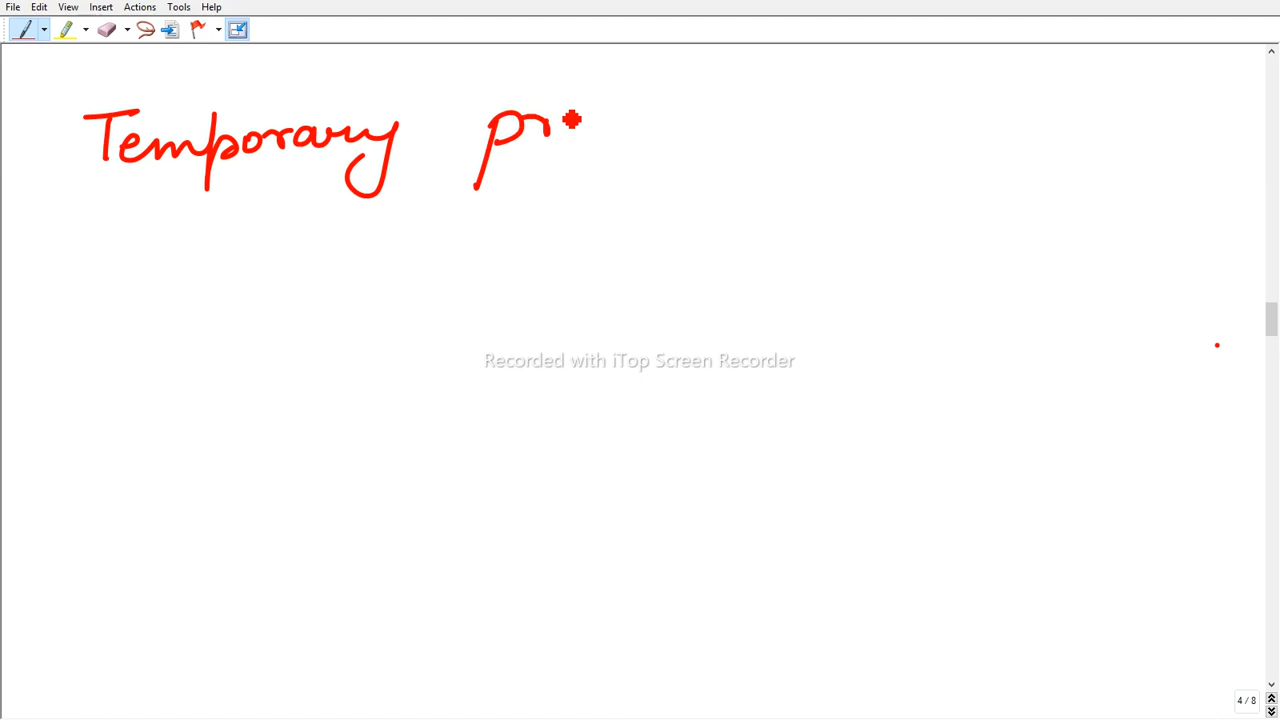 File Edit View Insert Actions Tools Help
Temporary pr
Recorded with iTop Screen Recorder
4 / 8